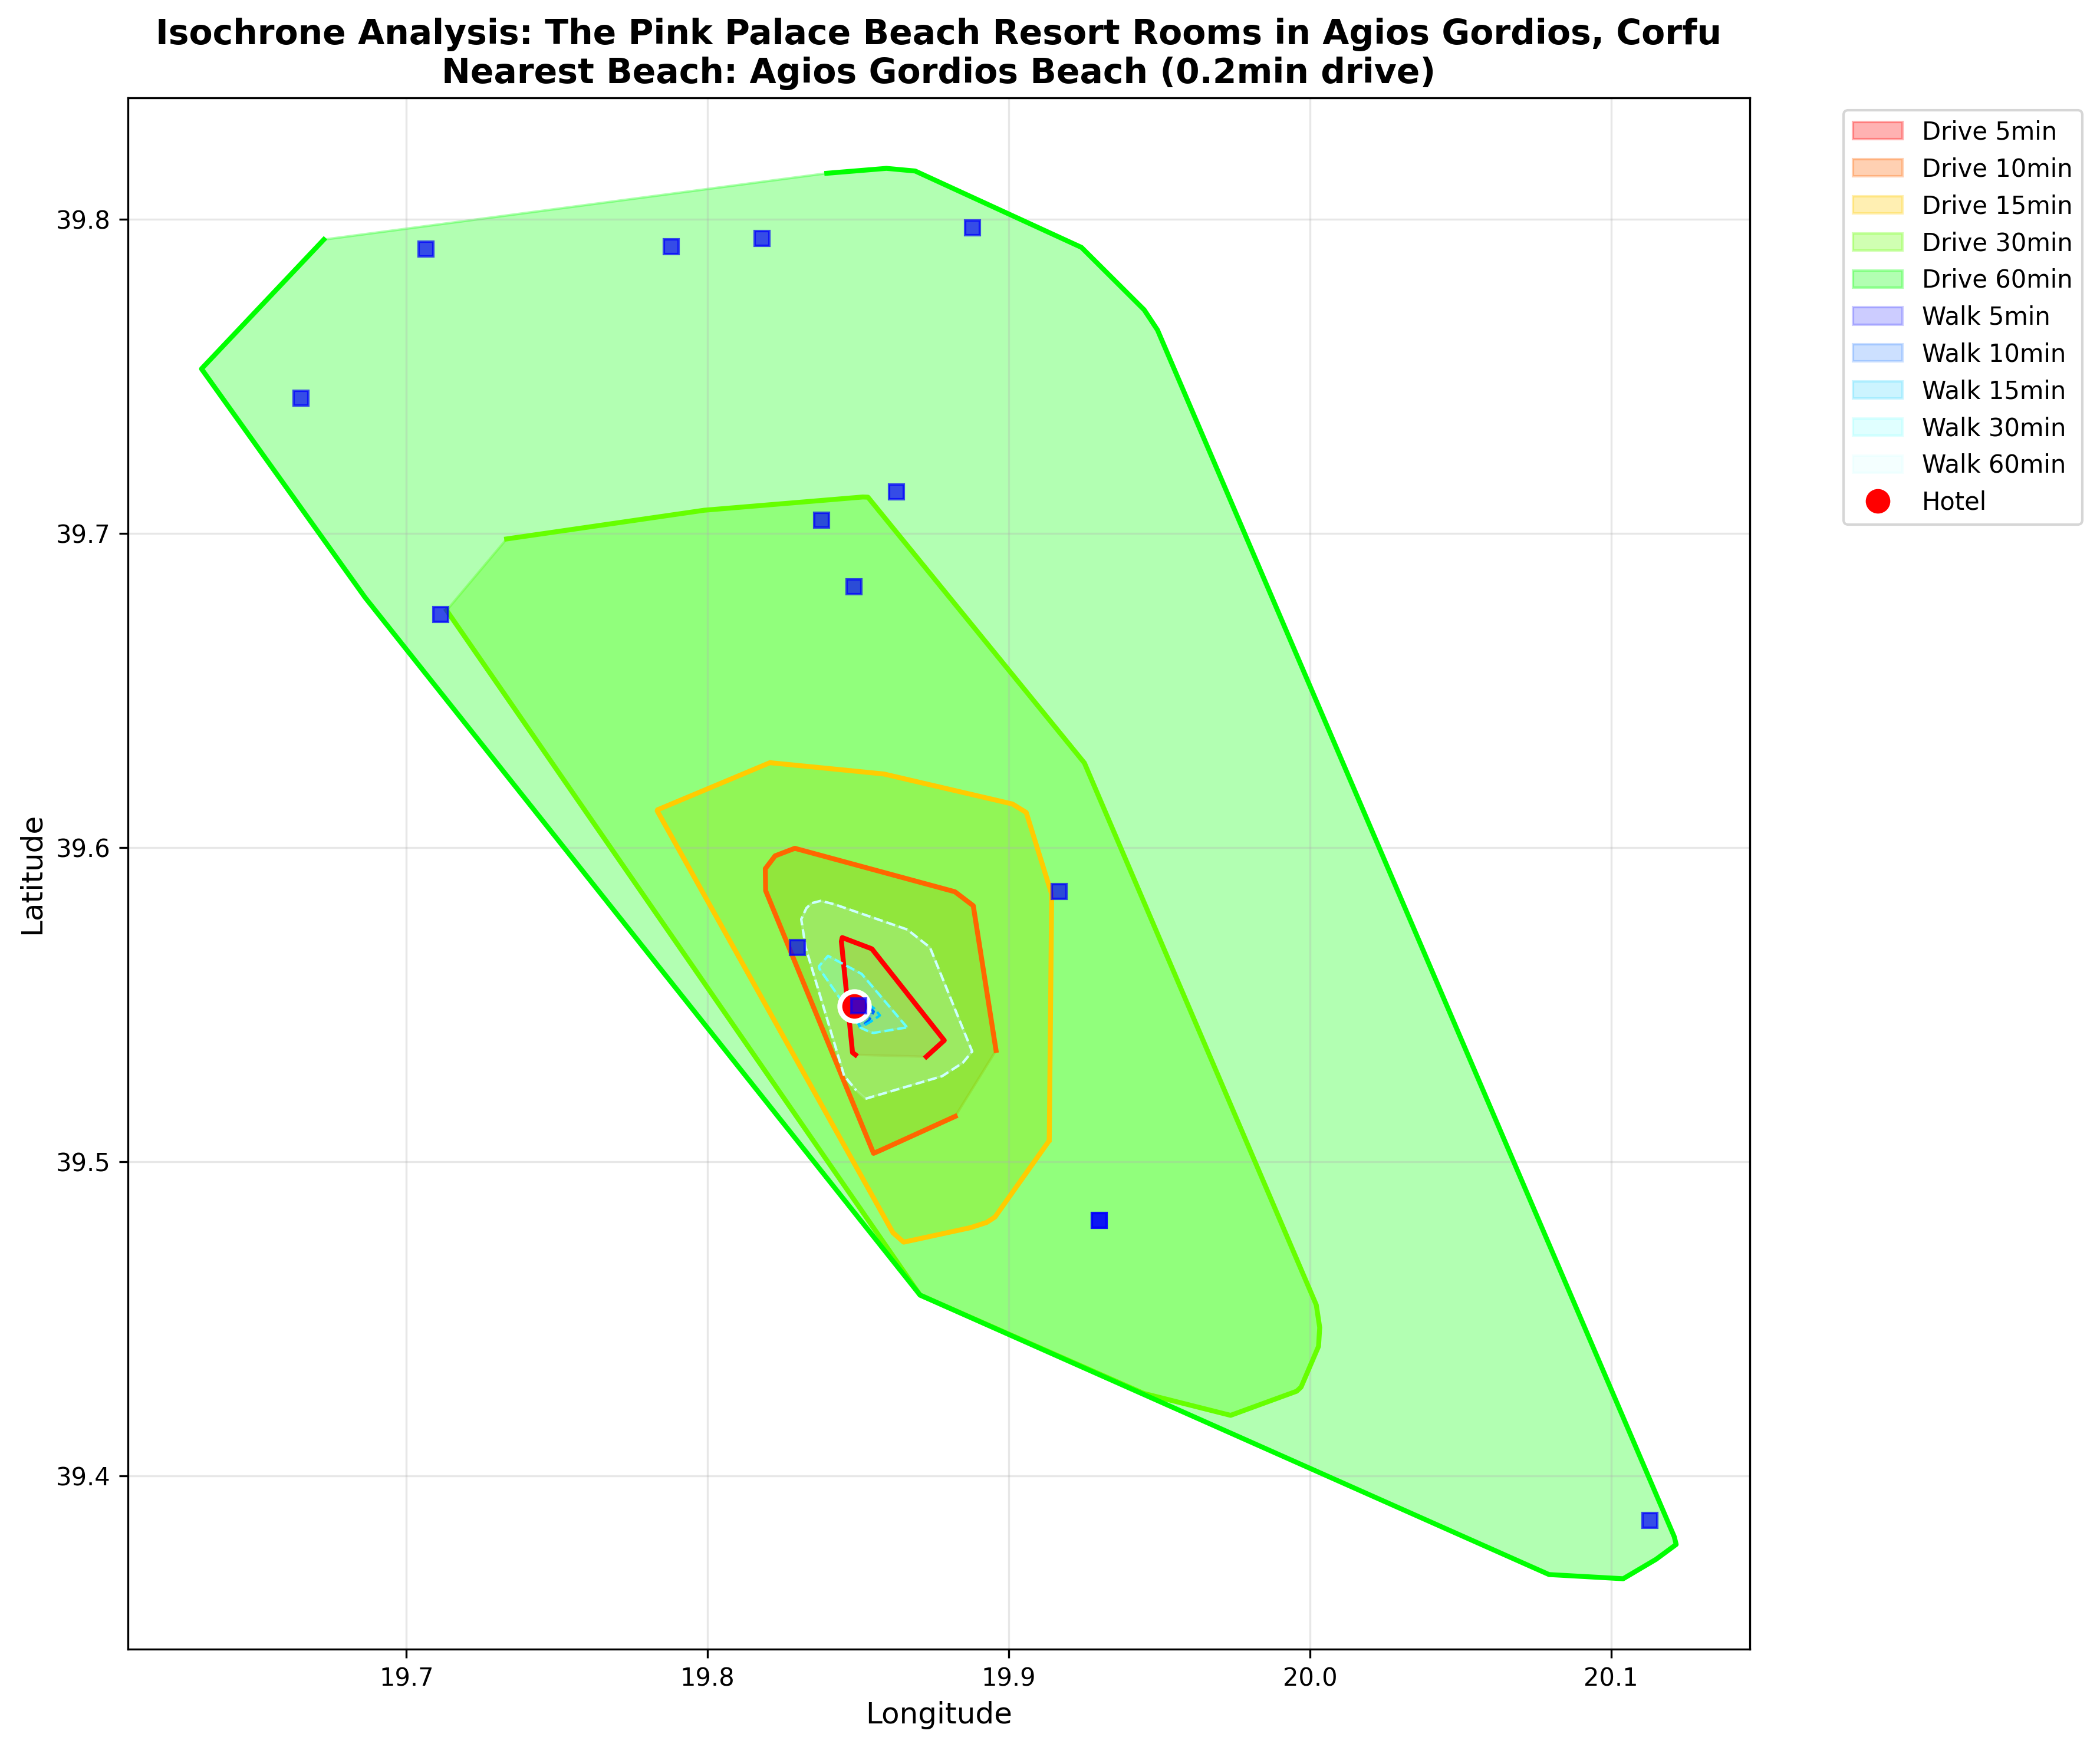 Isochrone Analysis: The Pink Palace Beach Resort Rooms in Agios Gordios, Corfu
Nearest Beach: Agios Gordios Beach (0.2min drive)
Drive 5min
Drive 10min
Drive 15min
Drive 30min
Drive 60min
Walk 5min
Walk 10min
Walk 15min
Walk 30min
Walk 60min
Hotel
Latitude
39.8
39.7
39.6
39.5
39.4
19.7
19.8
19.9
20.0
20.1
Longitude